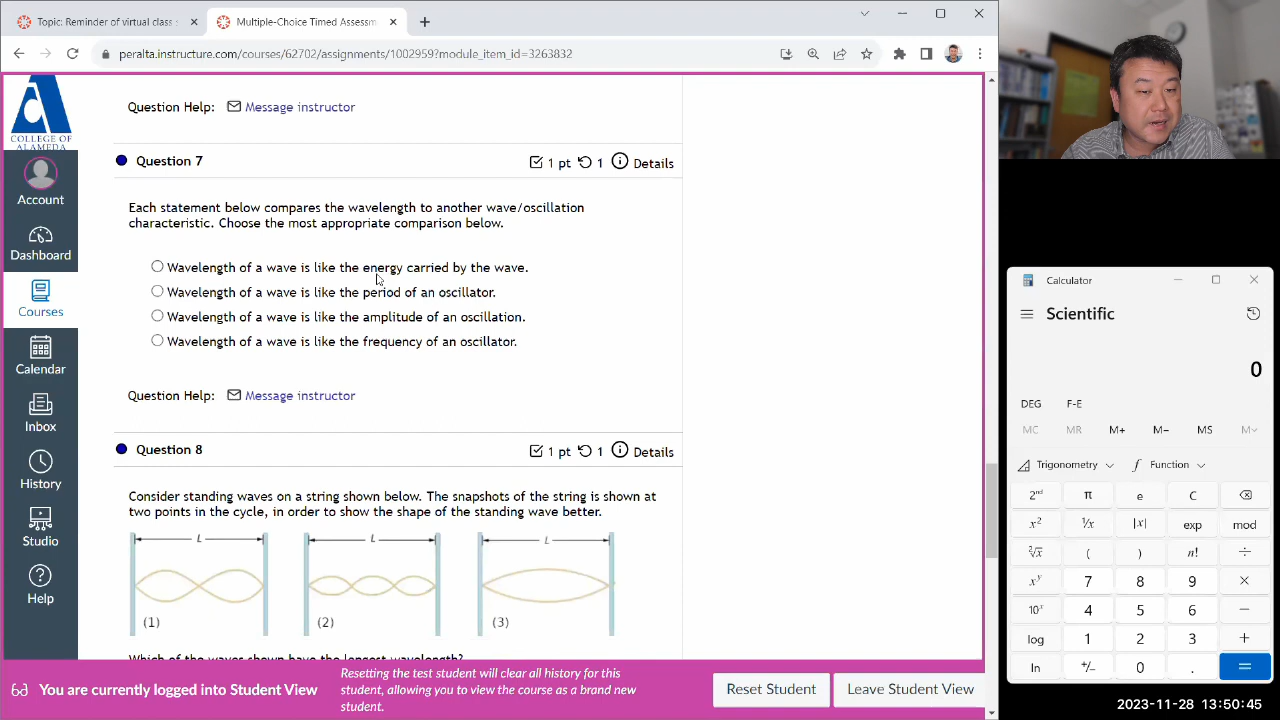 Topic: Reminder of virtual class
Multiple-Choice Timed Assessm
peralta.instructure.com/courses/62702/assignments/1002959?module_item_id=3263832
COLLEGE OF
ALAMEDA
Account
Dashboard
Courses
Calendar
Inbox
History
Studio
Help
Question Help: Message instructor
Question 7
1 pt 1 Details
Each statement below compares the wavelength to another wave/oscillation
characteristic. Choose the most appropriate comparison below.
Wavelength of a wave is like the energy carried by the wave.
Wavelength of a wave is like the period of an oscillator.
Wavelength of a wave is like the amplitude of an oscillation.
Wavelength of a wave is like the frequency of an oscillator.
Question Help: Message instructor
Question 8
1 pt 1 Details
Consider standing waves on a string shown below. The snapshots of the string is shown at
two points in the cycle, in order to show the shape of the standing wave better.
L L L
(1) (2) (3)
Which of the waves shown have the longest wavelength?
You are currently logged into Student View
Resetting the test student will clear all history for this
student, allowing you to view the course as a brand new
student.
Reset Student
Leave Student View
Calculator
Scientific
0
DEG F-E
MC MR M+ M− MS M˅
Trigonometry f Function
2nd π e C
x² ¹/x |x| exp mod
²√x ( ) n! ÷
xʸ 7 8 9 ×
10ˣ 4 5 6 −
log 1 2 3 +
ln +/− 0 . =
2023-11-28 13:50:45